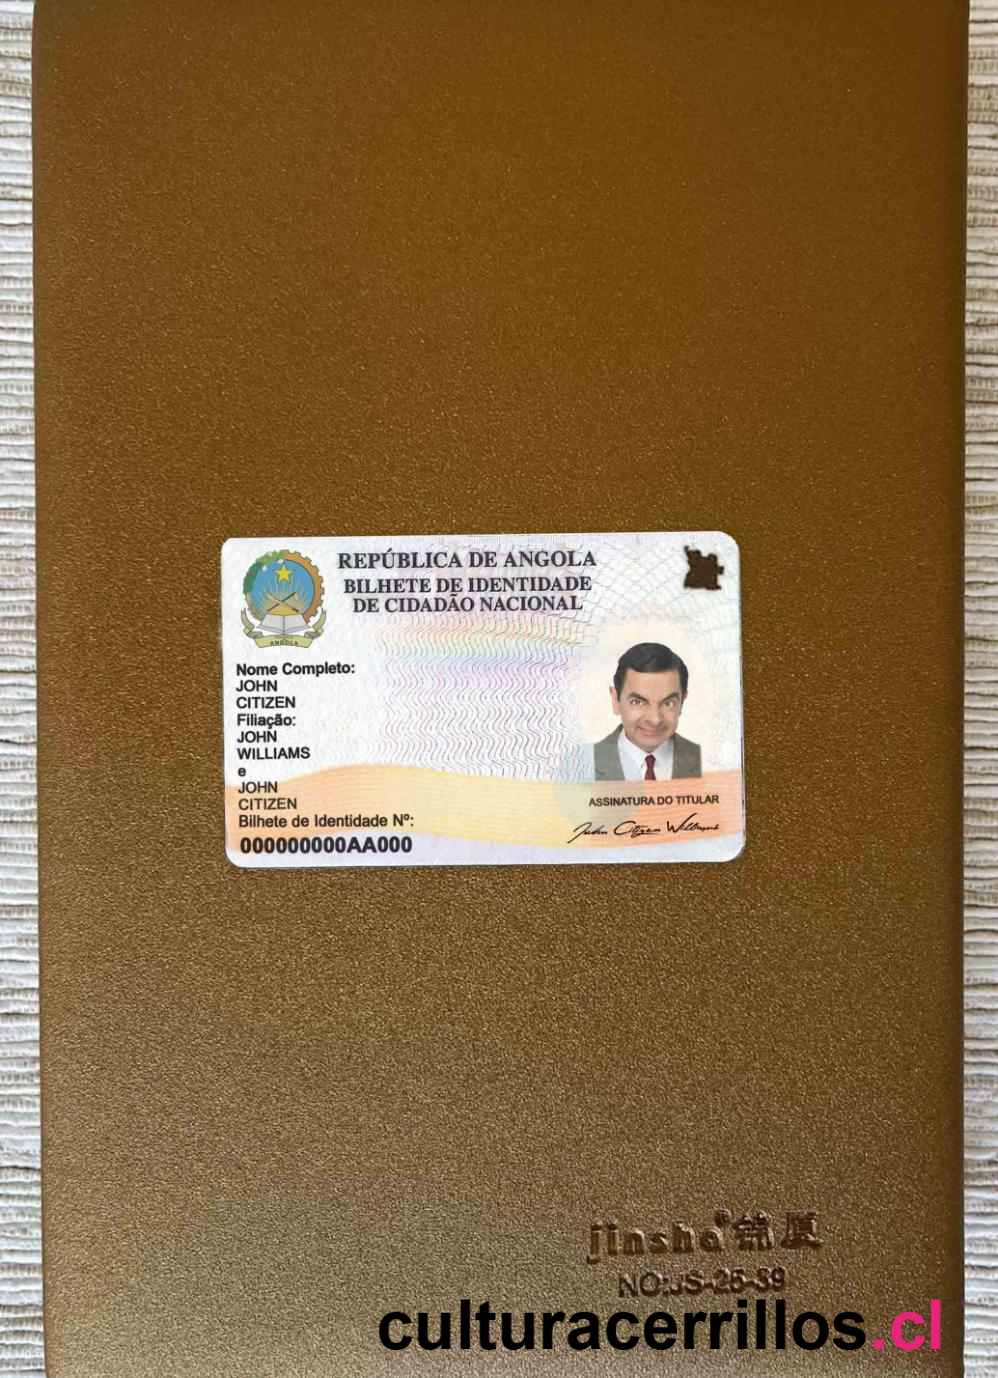 REPÚBLICA DE ANGOLA
BILHETE DE IDENTIDADE
DE CIDADÃO NACIONAL
ANGOLA
Nome Completo:
JOHN
CITIZEN
Filiação:
JOHN
WILLIAMS
e
JOHN
CITIZEN
Bilhete de Identidade Nº:
000000000AA000
ASSINATURA DO TITULAR
John Citizen Williams
jinsha® 錦厦
NO:JS-25-39
culturacerrillos.cl